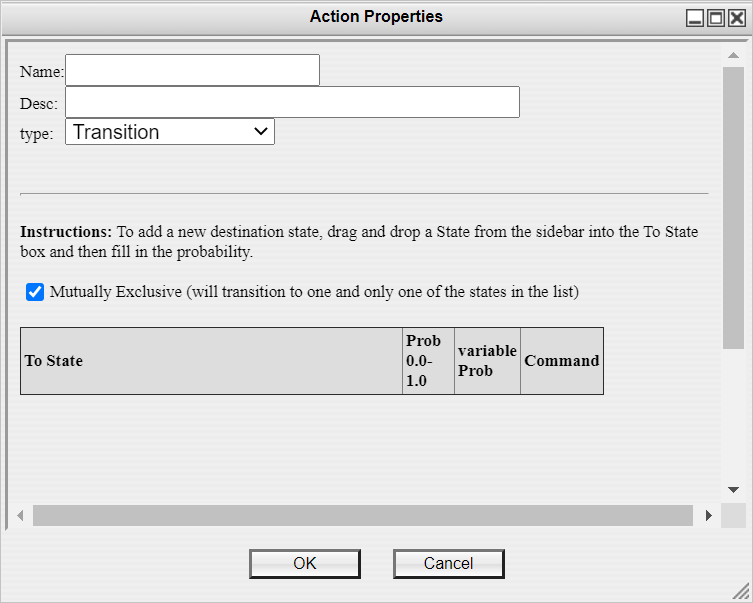 Action Properties
Name:
Desc:
type: Transition
Instructions: To add a new destination state, drag and drop a State from the sidebar into the To State
box and then fill in the probability.
Mutually Exclusive (will transition to one and only one of the states in the list)
To State
Prob
0.0-
1.0
variable
Prob
Command
OK
Cancel